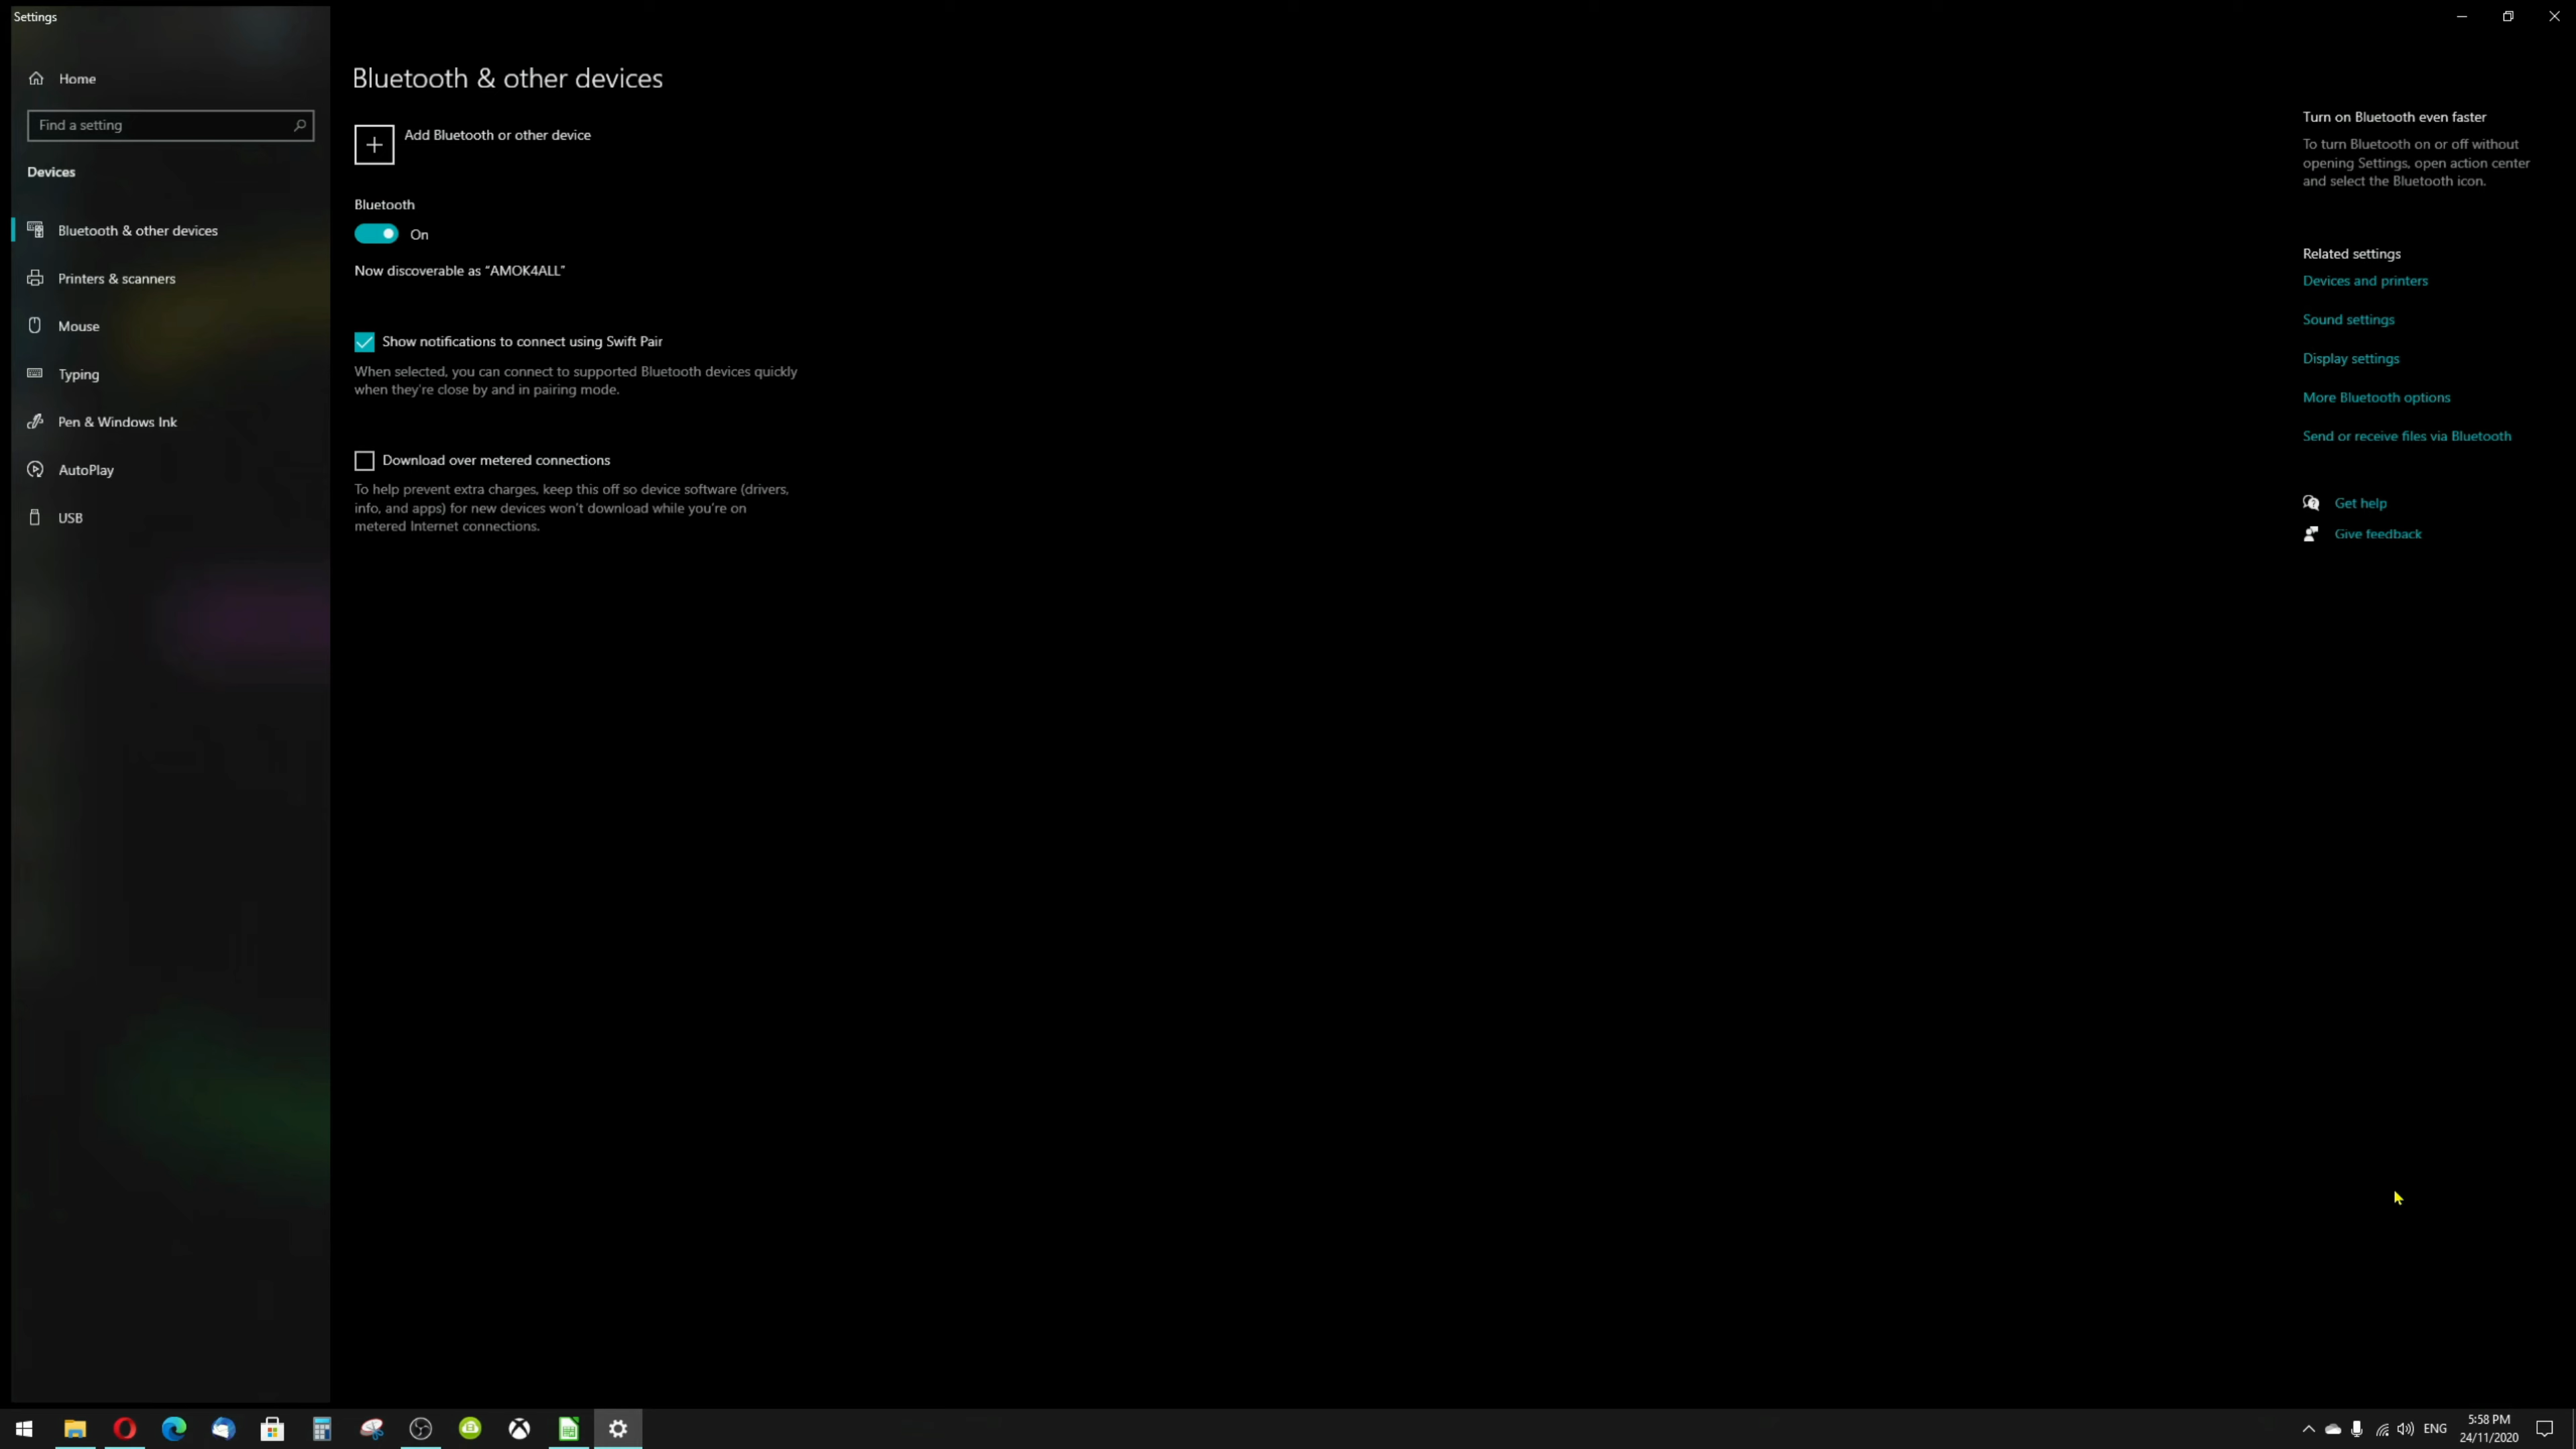 Settings
Home
Find a setting
Devices
Bluetooth & other devices
Printers & scanners
Mouse
Typing
Pen & Windows Ink
AutoPlay
USB
Bluetooth & other devices
Add Bluetooth or other device
Bluetooth
On
Now discoverable as “AMOK4ALL”
Show notifications to connect using Swift Pair
When selected, you can connect to supported Bluetooth devices quickly
when they're close by and in pairing mode.
Download over metered connections
To help prevent extra charges, keep this off so device software (drivers,
info, and apps) for new devices won't download while you're on
metered Internet connections.
Turn on Bluetooth even faster
To turn Bluetooth on or off without
opening Settings, open action center
and select the Bluetooth icon.
Related settings
Devices and printers
Sound settings
Display settings
More Bluetooth options
Send or receive files via Bluetooth
Get help
Give feedback
ENG
5:58 PM
24/11/2020